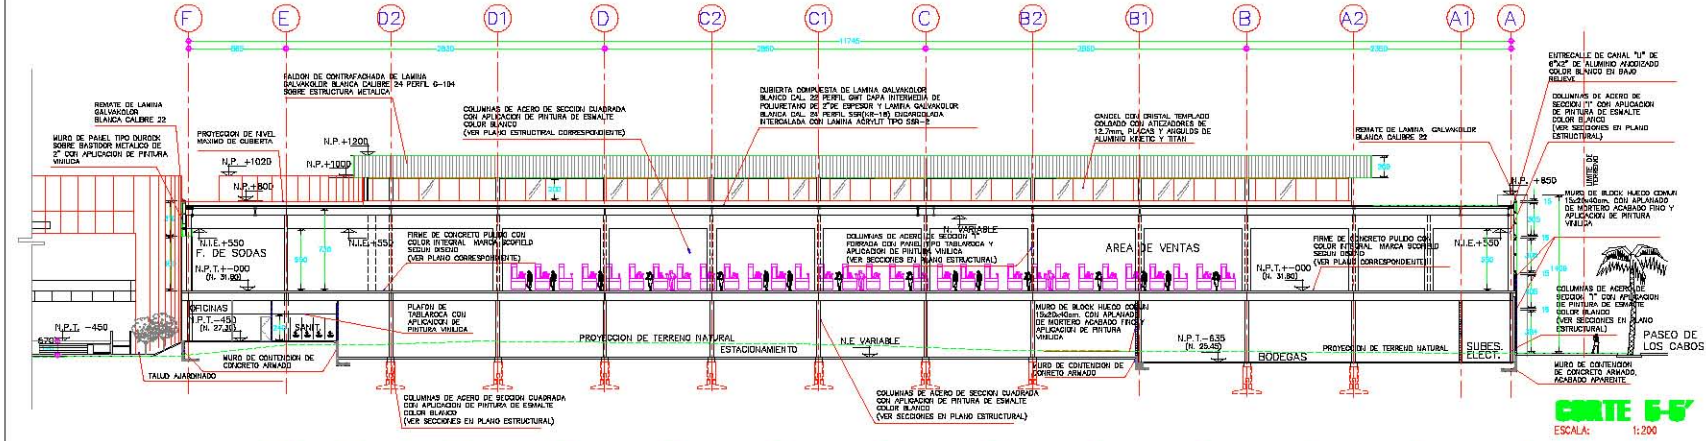 F E D2 D1 D C2 C1 C B2 B1 B A2 A1 A
11745
2860
FALDON DE CONTRAFACHADA DE LAMINA
GALVAKOLOR BLANCA CALIBRE 24 PERFIL G-104
SOBRE ESTRUCTURA METALICA
REMATE DE LAMINA
GALVAKOLOR
BLANCA CALIBRE 22
MURO DE PANEL TIPO DUROCK
SOBRE BASTIDOR METALICO DE
2" CON APLICACION DE PINTURA
VINILICA
PROYECCION DE NIVEL
MAXIMO DE CUBIERTA
COLUMNAS DE ACERO DE SECCION CUADRADA
CON APLICACION DE PINTURA DE ESMALTE
COLOR BLANCO
(VER PLANO ESTRUCTURAL CORRESPONDIENTE)
CUBIERTA COMPUESTA DE LAMINA GALVAKOLOR
BLANCO CAL. 22 PERFIL GWT CAPA INTERMEDIA DE
POLIURETANO DE 2" DE ESPESOR Y LAMINA GALVAKOLOR
BLANCA CAL. 24 PERFIL SSR(KR-18) ENGARGOLADA
INTERCALADA CON LAMINA ACRYLIT TIPO SSR-2
CANCEL CON CRISTAL TEMPLADO
COLGADO CON ATIEZADORES DE
12.7mm, PLACAS Y ANGULOS DE
ALUMINIO KINETIC Y TITAN
REMATE DE LAMINA GALVAKOLOR
BLANCA CALIBRE 22
ENTRECALLE DE CANAL "U" DE
6"X2" DE ALUMINIO ANODIZADO
COLOR BLANCO EN BAJO
RELIEVE
COLUMNAS DE ACERO DE
SECCION "I" CON APLICACION
DE PINTURA DE ESMALTE
COLOR BLANCO
(VER SECCIONES EN PLANO
ESTRUCTURAL)
LIMITE DE
TERRENO
N.P.+1200
N.P.+1000
N.P. +1020
N.P.+800
N.P. +850
MURO DE BLOCK HUECO COMUN
15x20x40cm. CON APLANADO
DE MORTERO ACABADO FINO Y
APLICACION DE PINTURA
VINILICA
N.I.E.+550
F. DE SODAS
N.P.T.+-000
(N. 31.80)
N.I.E.+550
FIRME DE CONCRETO PULIDO CON
COLOR INTEGRAL MARCA SCOFIELD
SEGUN DISEÑO
(VER PLANO CORRESPONDIENTE)
N. VARIABLE
COLUMNAS DE ACERO DE SECCION "I"
FORRADA CON PANEL TIPO TABLAROCA Y
APLICACION DE PINTURA VINILICA
(VER SECCIONES EN PLANO ESTRUCTURAL)
AREA DE VENTAS
N.P.T.+-000
(N. 31.80)
FIRME DE CONCRETO PULIDO CON
COLOR INTEGRAL MARCA SCOFIELD
SEGUN DISEÑO
(VER PLANO CORRESPONDIENTE)
N.I.E.+550
COLUMNAS DE ACERO DE
SECCION "I" CON APLICACION
DE PINTURA DE ESMALTE
COLOR BLANCO
(VER SECCIONES EN PLANO
ESTRUCTURAL)
OFICINAS
N.P.T.-450
SANIT.
PLAFON DE
TABLAROCA CON
APLICACION DE
PINTURA VINILICA
MURO DE BLOCK HUECO COMUN
15x20x40cm. CON APLANADO
DE MORTERO ACABADO FINO Y
APLICACION DE PINTURA
VINILICA
N.P.T. -450
PROYECCION DE TERRENO NATURAL
ESTACIONAMIENTO
N.E VARIABLE
N.P.T.-635
(N. 25.45)
BODEGAS
PROYECCION DE TERRENO NATURAL
SUBES.
ELECT.
PASEO DE
LOS CABOS
TALUD AJARDINADO
MURO DE CONTENCION DE
CONCRETO ARMADO
MURO DE CONTENCION DE
CONRETO ARMADO
MURO DE CONTENCION
DE CONCRETO ARMADO,
ACABADO APARENTE
COLUMNAS DE ACERO DE SECCION CUADRADA
CON APLICACION DE PINTURA DE ESMALTE
COLOR BLANCO
(VER SECCIONES EN PLANO ESTRUCTURAL)
COLUMNAS DE ACERO DE SECCION CUADRADA
CON APLICACION DE PINTURA DE ESMALTE
COLOR BLANCO
(VER SECCIONES EN PLANO ESTRUCTURAL)
CORTE 5-5'
ESCALA: 1:200